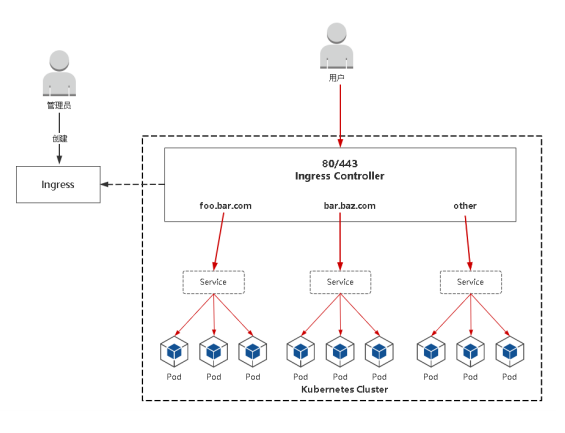 用户
管理员
创建
Ingress
80/443
Ingress Controller
foo.bar.com
bar.baz.com
other
Service
Service
Service
Pod
Pod
Pod
Pod
Pod
Pod
Pod
Pod
Pod
Kubernetes Cluster